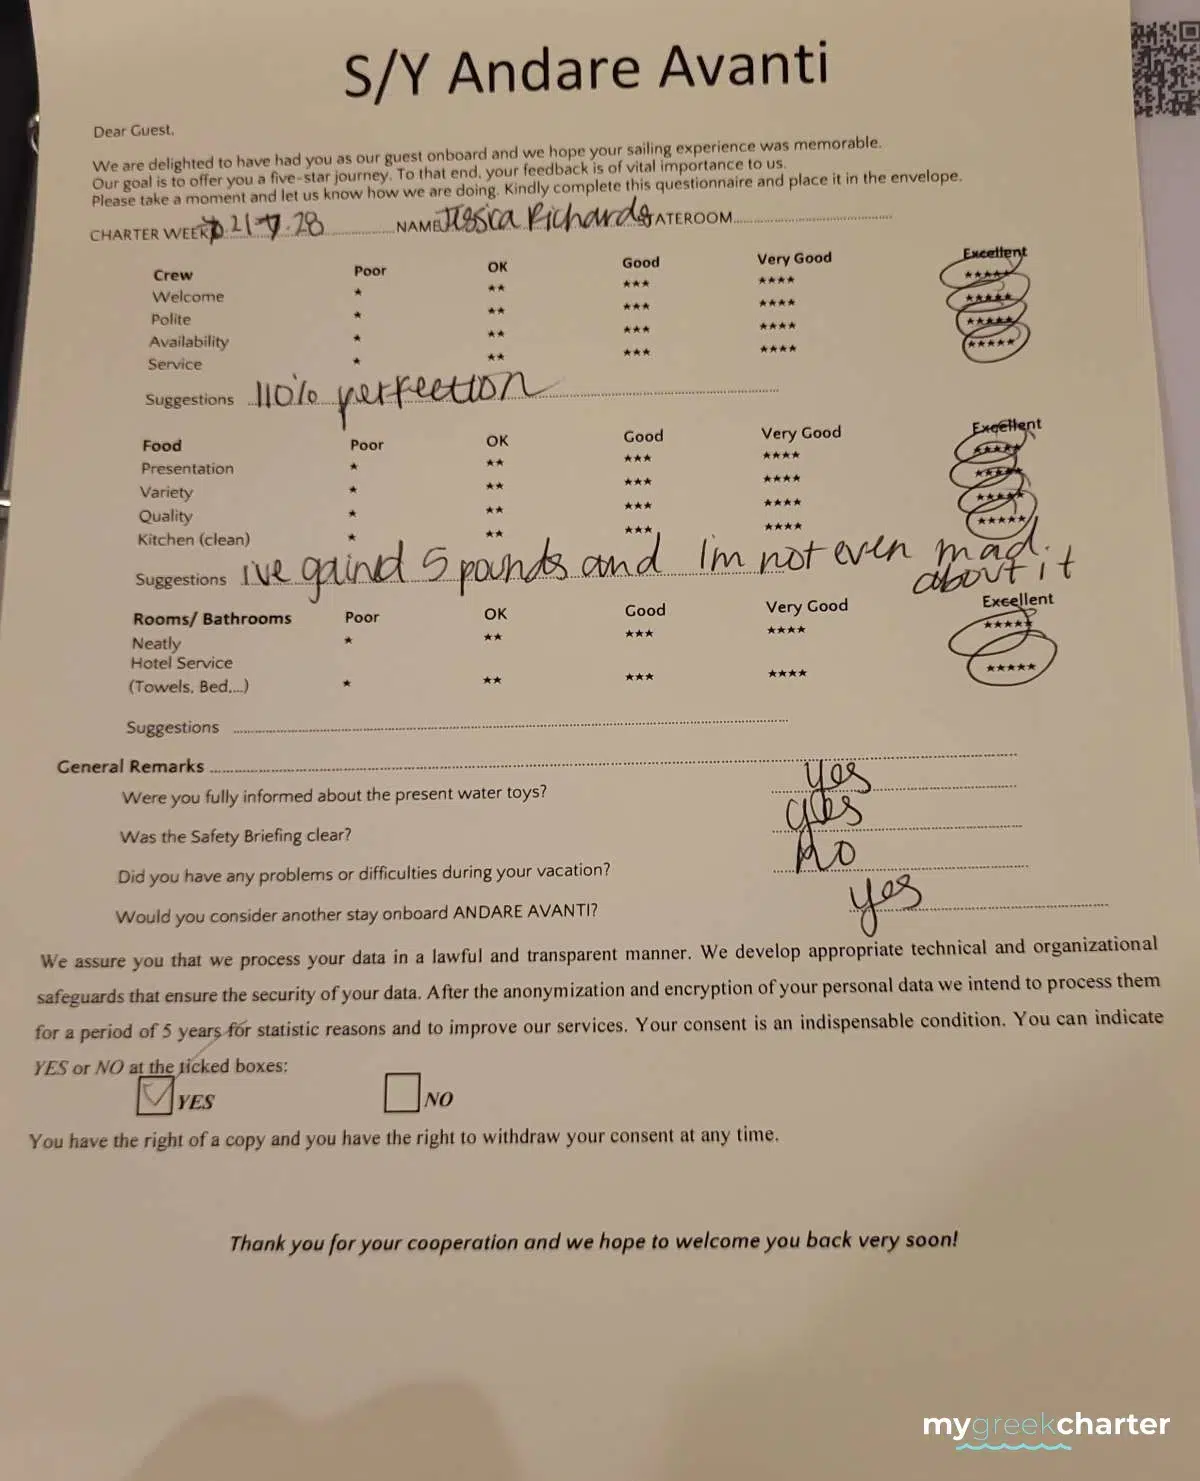 S/Y Andare Avanti
Dear Guest,
We are delighted to have had you as our guest onboard and we hope your sailing experience was memorable.
Our goal is to offer you a five-star journey. To that end, your feedback is of vital importance to us.
Please take a moment and let us know how we are doing. Kindly complete this questionnaire and place it in the envelope.
CHARTER WEEK 7.21-7.28 NAME Jessica Richards STATEROOM
Crew Poor OK Good Very Good Excellent
Welcome ★ ★★ ★★★ ★★★★ ★★★★★
Polite ★ ★★ ★★★ ★★★★ ★★★★★
Availability ★ ★★ ★★★ ★★★★ ★★★★★
Service ★ ★★ ★★★ ★★★★ ★★★★★
Suggestions 110% perfection
Food Poor OK Good Very Good Excellent
Presentation ★ ★★ ★★★ ★★★★ ★★★★★
Variety ★ ★★ ★★★ ★★★★ ★★★★★
Quality ★ ★★ ★★★ ★★★★ ★★★★★
Kitchen (clean) ★ ★★ ★★★ ★★★★ ★★★★★
Suggestions I've gained 5 pounds and I'm not even mad.
about it
Rooms/ Bathrooms Poor OK Good Very Good Excellent
Neatly ★ ★★ ★★★ ★★★★ ★★★★★
Hotel Service
(Towels, Bed,...) ★ ★★ ★★★ ★★★★ ★★★★★
Suggestions
General Remarks
Were you fully informed about the present water toys? yes
Was the Safety Briefing clear? yes
Did you have any problems or difficulties during your vacation? no
Would you consider another stay onboard ANDARE AVANTI? yes
We assure you that we process your data in a lawful and transparent manner. We develop appropriate technical and organizational
safeguards that ensure the security of your data. After the anonymization and encryption of your personal data we intend to process them
for a period of 5 years for statistic reasons and to improve our services. Your consent is an indispensable condition. You can indicate
YES or NO at the ticked boxes:
YES NO
You have the right of a copy and you have the right to withdraw your consent at any time.
Thank you for your cooperation and we hope to welcome you back very soon!
mygreekcharter